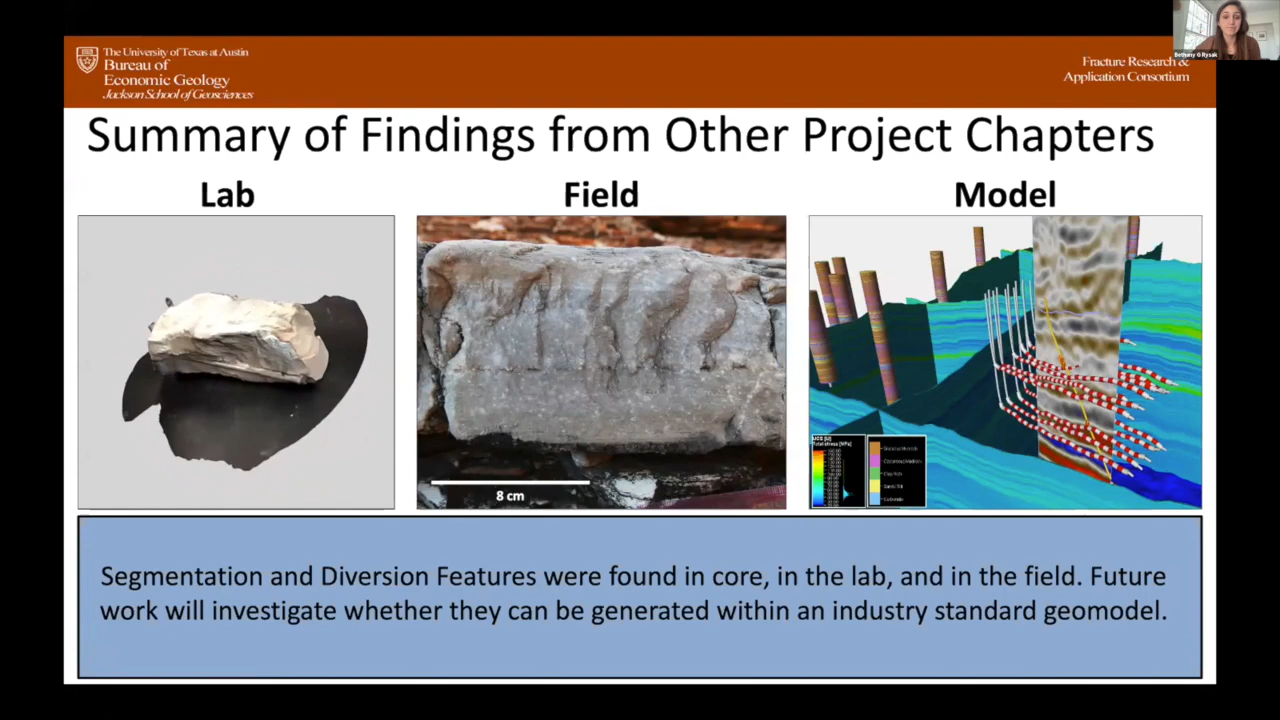 Bethany G Rysak
The University of Texas at Austin
Bureau of
Economic Geology
Jackson School of Geosciences
Fracture Research &
Application Consortium
Summary of Findings from Other Project Chapters
Lab
Field
Model
8 cm
Segmentation and Diversion Features were found in core, in the lab, and in the field. Future
work will investigate whether they can be generated within an industry standard geomodel.